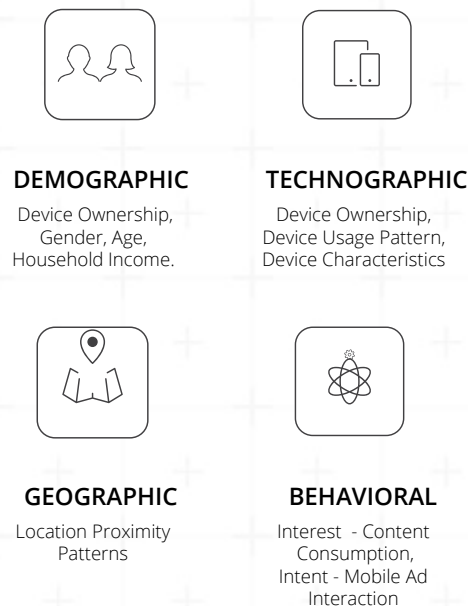 DEMOGRAPHIC
Device Ownership,
Gender, Age,
Household Income.
TECHNOGRAPHIC
Device Ownership,
Device Usage Pattern,
Device Characteristics
GEOGRAPHIC
Location Proximity
Patterns
BEHAVIORAL
Interest - Content
Consumption,
Intent - Mobile Ad
Interaction